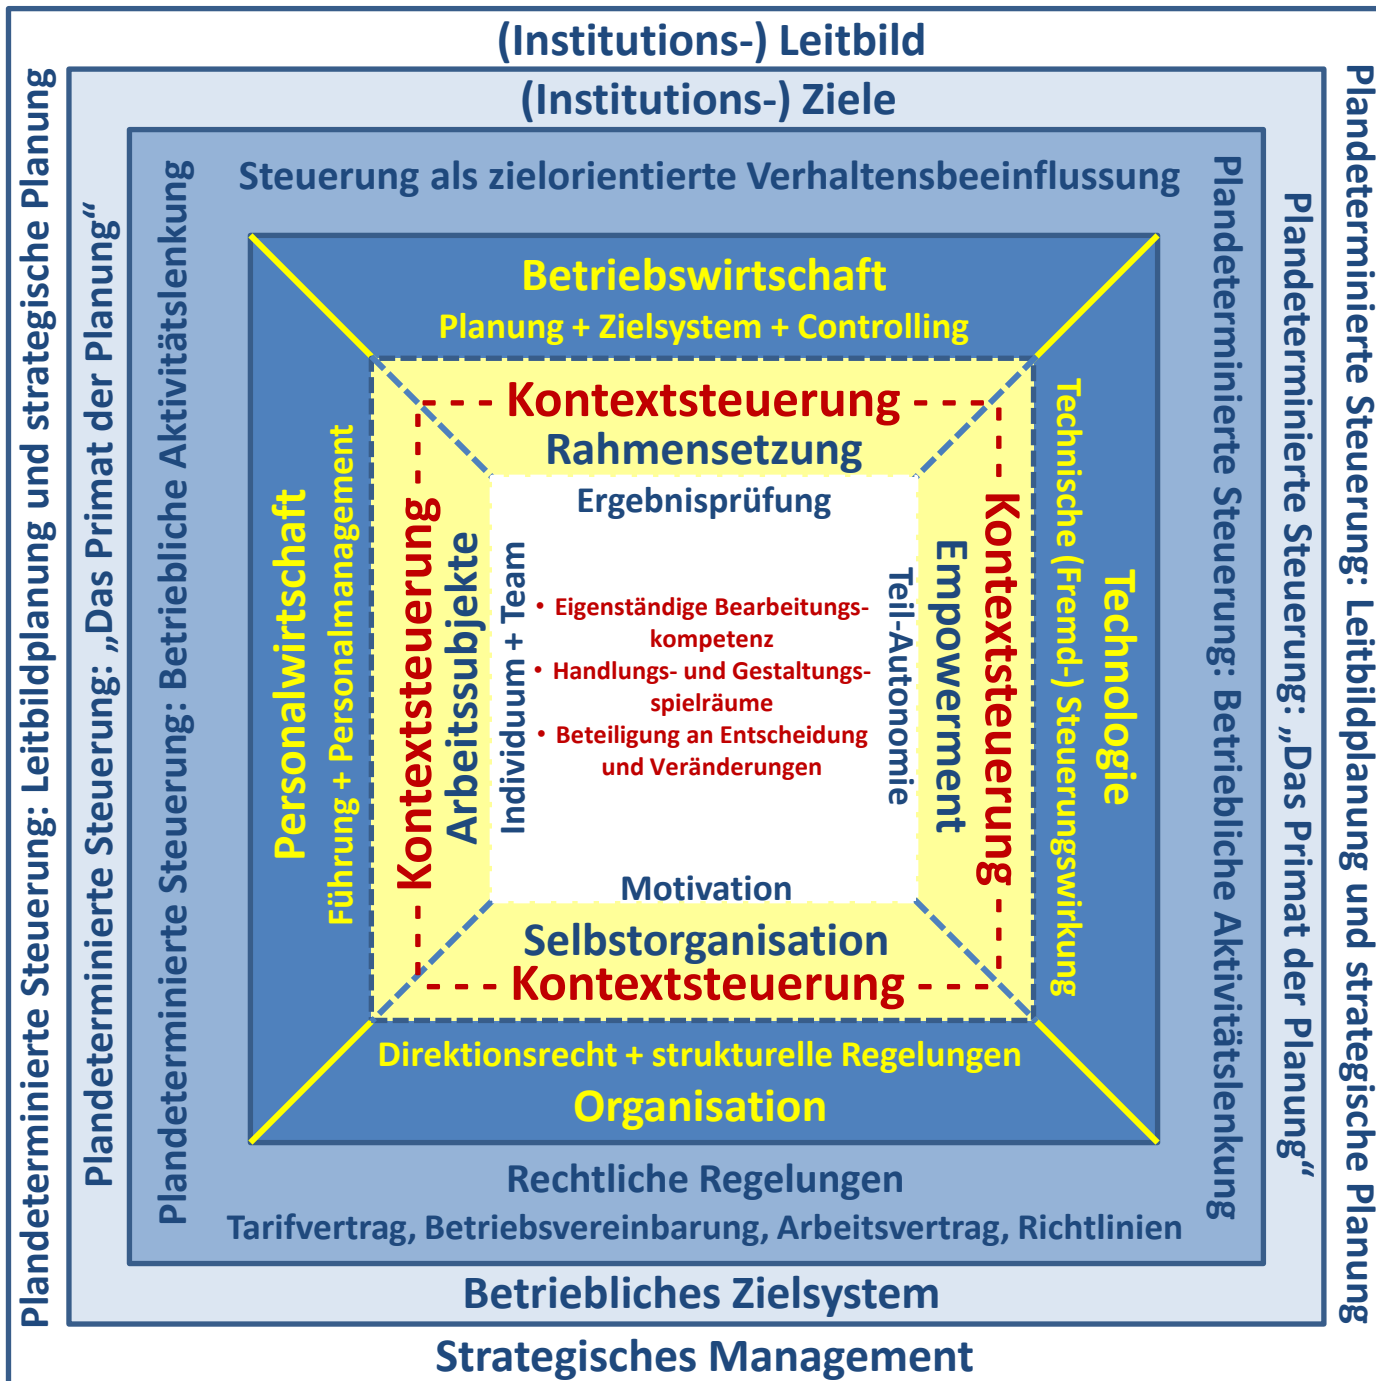 (Institutions-) Leitbild
(Institutions-) Ziele
Steuerung als zielorientierte Verhaltensbeeinflussung
Plandeterminierte Steuerung: Leitbildplanung und strategische Planung
Plandeterminierte Steuerung: „Das Primat der Planung“
Plandeterminierte Steuerung: Betriebliche Aktivitätslenkung
Betriebswirtschaft
Planung + Zielsystem + Controlling
Personalwirtschaft
Führung + Personalmanagement
Kontextsteuerung
Rahmensetzung
Ergebnisprüfung
Kontextsteuerung
Arbeitssubjekte
Individuum + Team
• Eigenständige Bearbeitungs-
kompetenz
• Handlungs- und Gestaltungs-
spielräume
• Beteiligung an Entscheidung
und Veränderungen
Teil-Autonomie
Empowerment
Kontextsteuerung
Technische (Fremd-) Steuerungswirkung
Technologie
Plandeterminierte Steuerung: Betriebliche Aktivitätslenkung
Plandeterminierte Steuerung: „Das Primat der Planung“
Plandeterminierte Steuerung: Leitbildplanung und strategische Planung
Motivation
Selbstorganisation
Kontextsteuerung
Direktionsrecht + strukturelle Regelungen
Organisation
Rechtliche Regelungen
Tarifvertrag, Betriebsvereinbarung, Arbeitsvertrag, Richtlinien
Betriebliches Zielsystem
Strategisches Management